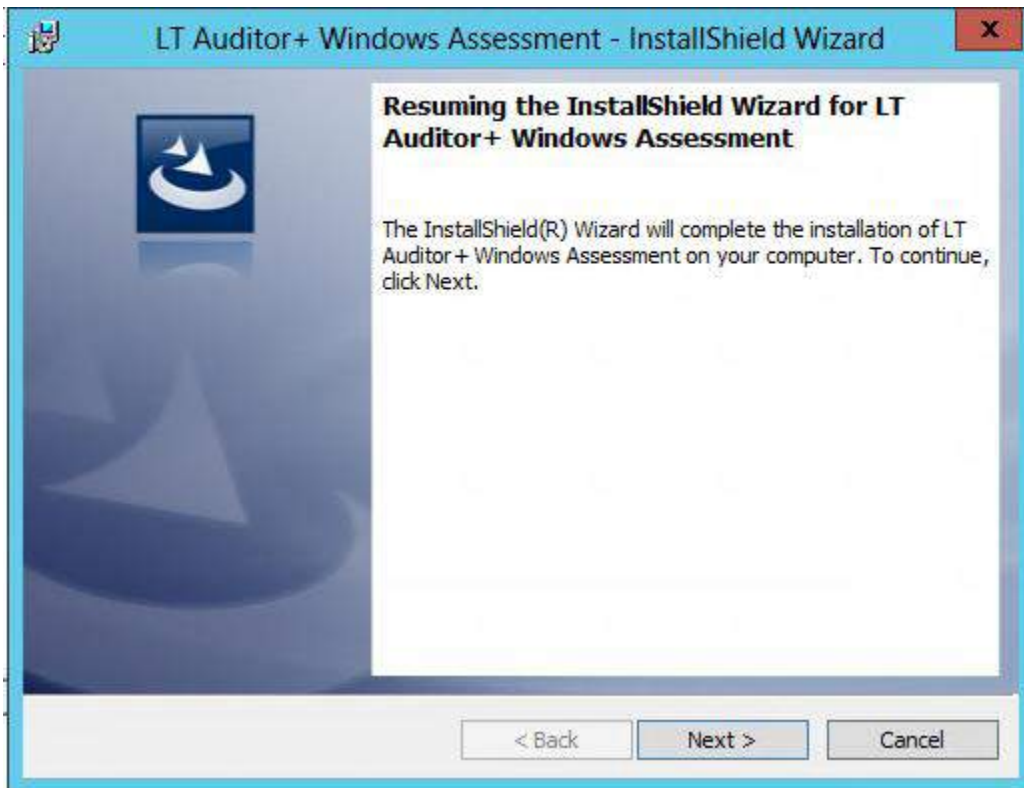 LT Auditor+ Windows Assessment - InstallShield Wizard
X
Resuming the InstallShield Wizard for LT
Auditor+ Windows Assessment
The InstallShield(R) Wizard will complete the installation of LT
Auditor+ Windows Assessment on your computer. To continue,
click Next.
< Back
Next >
Cancel